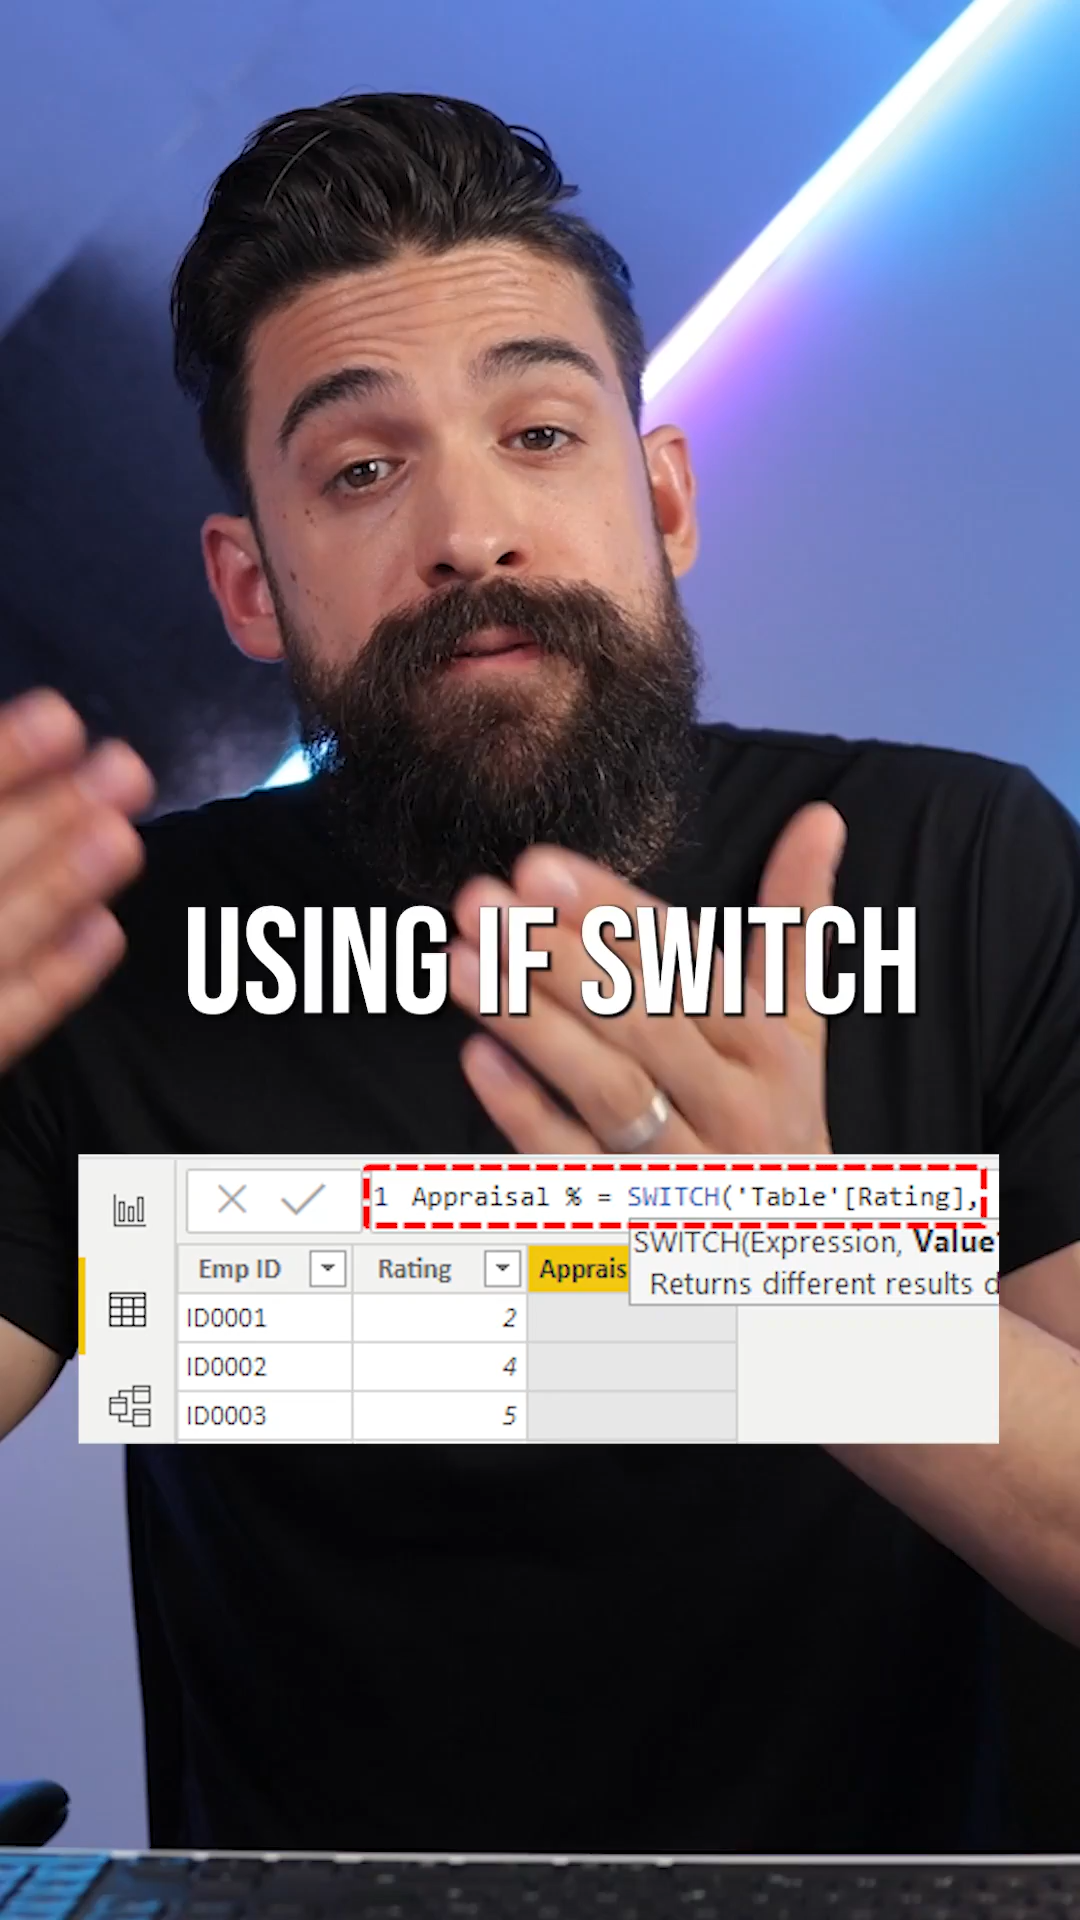 USING IF SWITCH
1 Appraisal % = SWITCH('Table'[Rating],
SWITCH(Expression, Value
Returns different results d
Emp ID Rating Apprais
ID0001 2
ID0002 4
ID0003 5